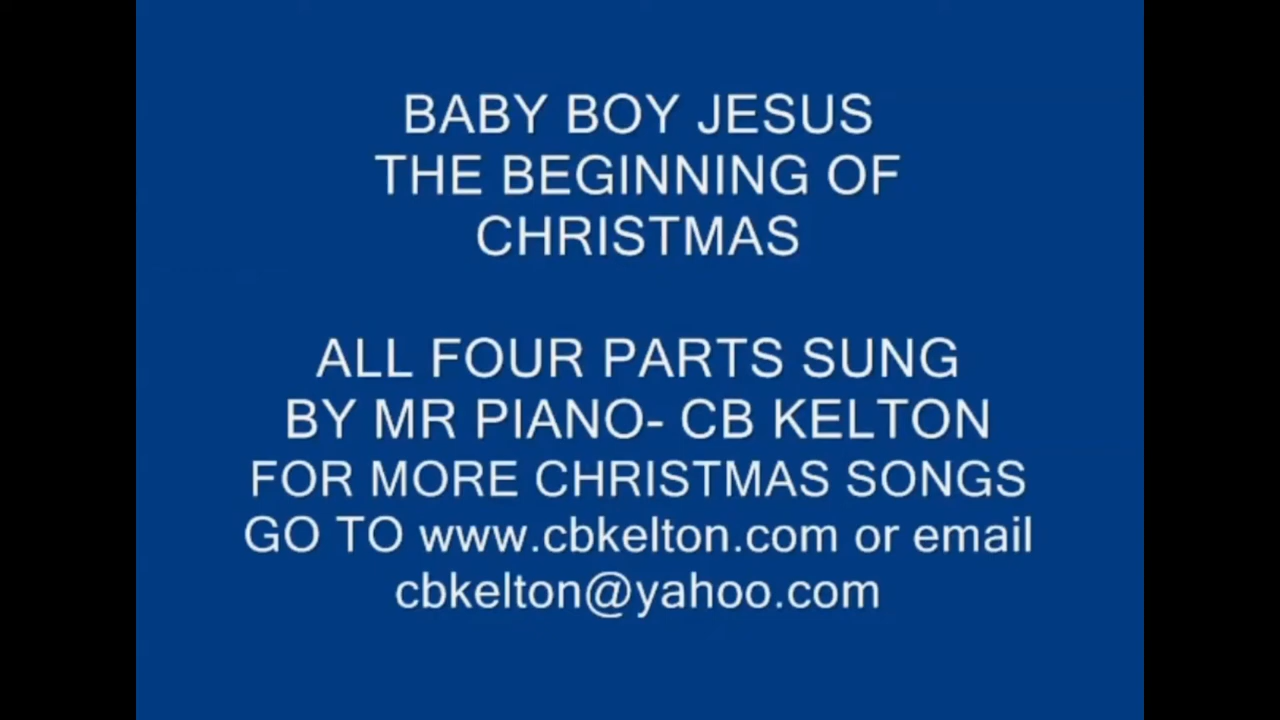 BABY BOY JESUS
THE BEGINNING OF
CHRISTMAS
ALL FOUR PARTS SUNG
BY MR PIANO- CB KELTON
FOR MORE CHRISTMAS SONGS
GO TO www.cbkelton.com or email
cbkelton@yahoo.com